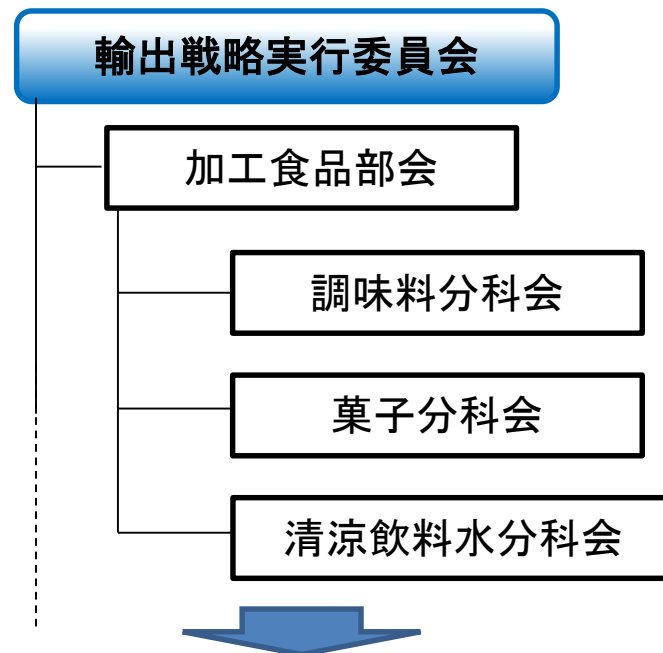 輸出戦略実行委員会
加工食品部会
調味料分科会
菓子分科会
清涼飲料水分科会